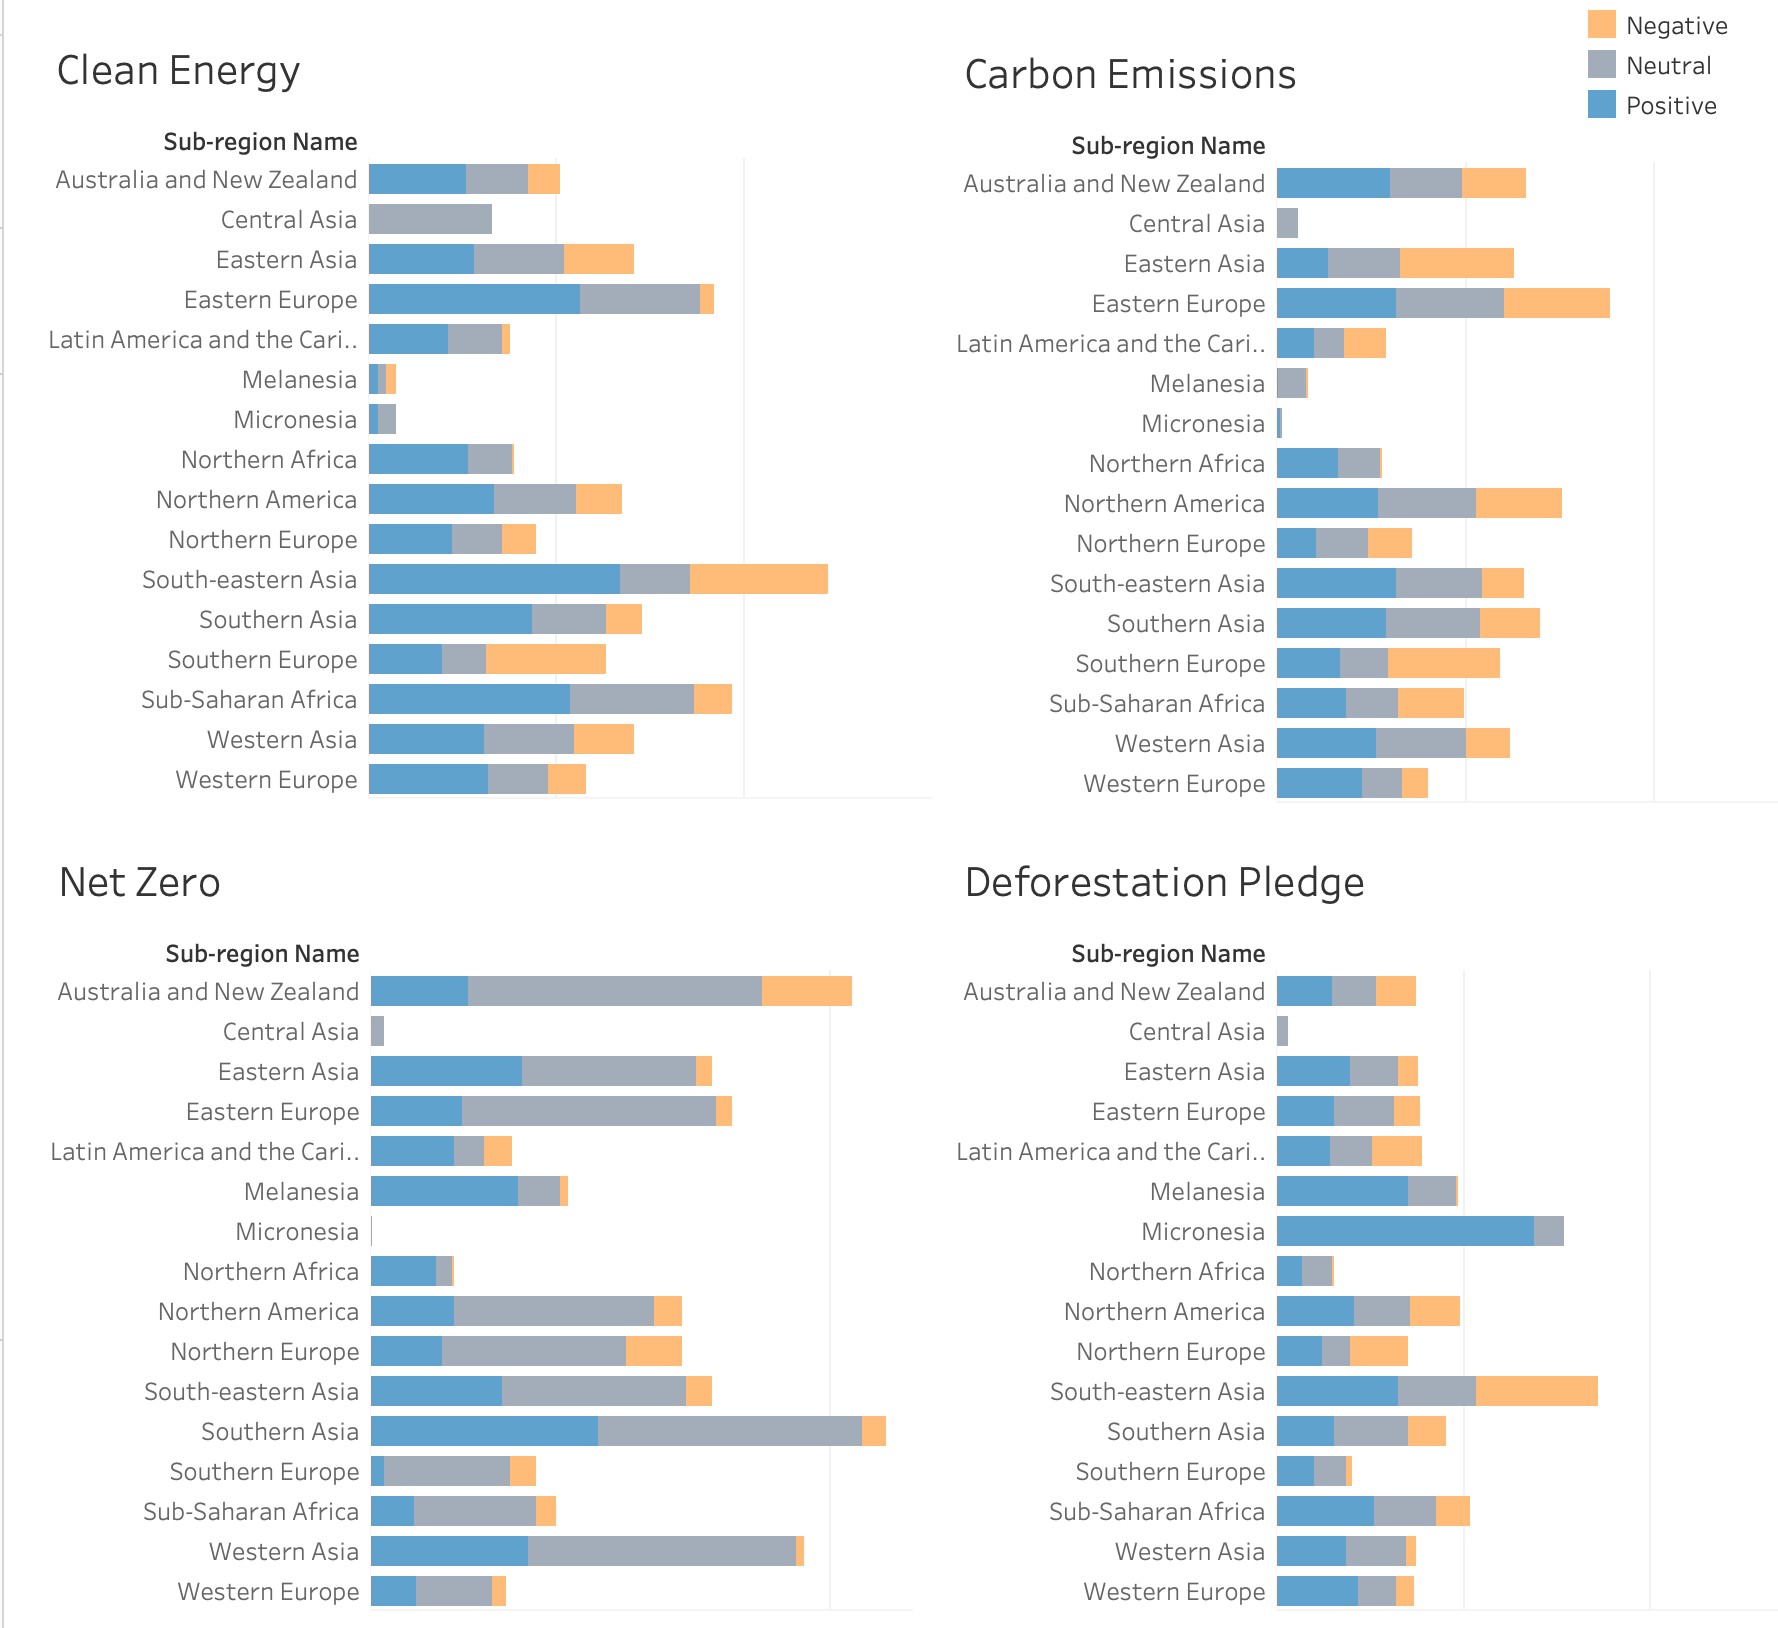 Negative
Neutral
Positive
Clean Energy
Sub-region Name
Australia and New Zealand
Central Asia
Eastern Asia
Eastern Europe
Latin America and the Cari..
Melanesia
Micronesia
Northern Africa
Northern America
Northern Europe
South-eastern Asia
Southern Asia
Southern Europe
Sub-Saharan Africa
Western Asia
Western Europe
Carbon Emissions
Sub-region Name
Australia and New Zealand
Central Asia
Eastern Asia
Eastern Europe
Latin America and the Cari..
Melanesia
Micronesia
Northern Africa
Northern America
Northern Europe
South-eastern Asia
Southern Asia
Southern Europe
Sub-Saharan Africa
Western Asia
Western Europe
Net Zero
Sub-region Name
Australia and New Zealand
Central Asia
Eastern Asia
Eastern Europe
Latin America and the Cari..
Melanesia
Micronesia
Northern Africa
Northern America
Northern Europe
South-eastern Asia
Southern Asia
Southern Europe
Sub-Saharan Africa
Western Asia
Western Europe
Deforestation Pledge
Sub-region Name
Australia and New Zealand
Central Asia
Eastern Asia
Eastern Europe
Latin America and the Cari..
Melanesia
Micronesia
Northern Africa
Northern America
Northern Europe
South-eastern Asia
Southern Asia
Southern Europe
Sub-Saharan Africa
Western Asia
Western Europe